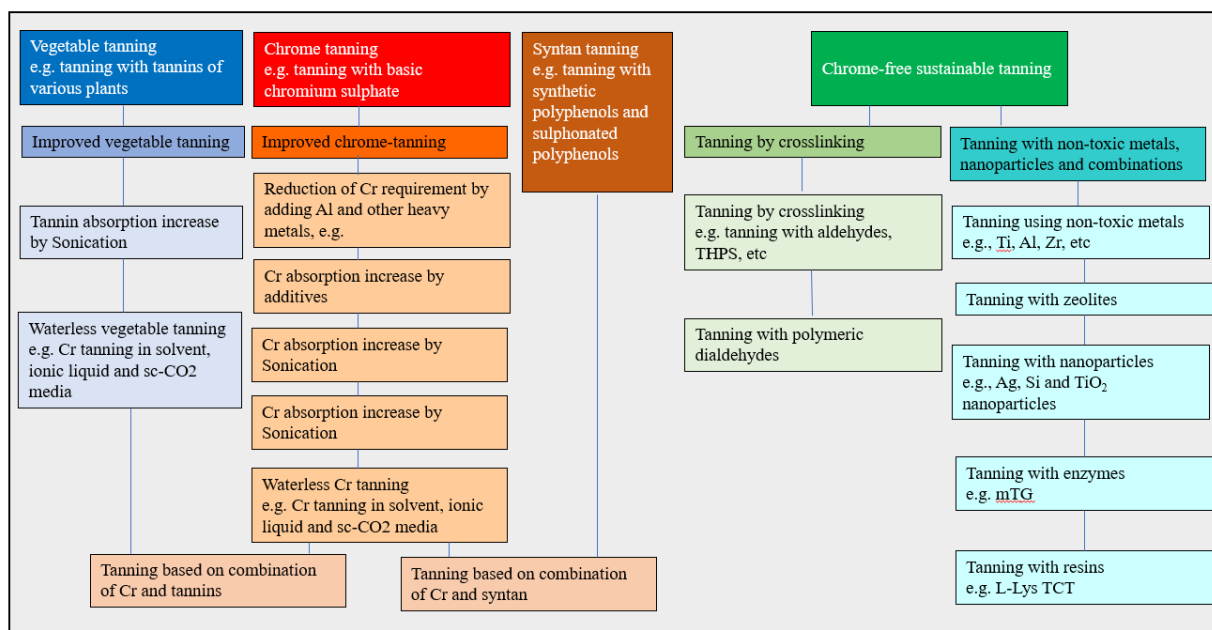 Vegetable tanning
e.g. tanning with tannins of
various plants
Improved vegetable tanning
Tannin absorption increase
by Sonication
Waterless vegetable tanning
e.g. Cr tanning in solvent,
ionic liquid and sc-CO2
media
Chrome tanning
e.g. tanning with basic
chromium sulphate
Improved chrome-tanning
Reduction of Cr requirement by
adding Al and other heavy
metals, e.g.
Cr absorption increase by
additives
Cr absorption increase by
Sonication
Cr absorption increase by
Sonication
Waterless Cr tanning
e.g. Cr tanning in solvent, ionic
liquid and sc-CO2 media
Tanning based on combination
of Cr and tannins
Syntan tanning
e.g. tanning with
synthetic
polyphenols and
sulphonated
polyphenols
Tanning based on combination
of Cr and syntan
Chrome-free sustainable tanning
Tanning by crosslinking
Tanning by crosslinking
e.g. tanning with aldehydes,
THPS, etc
Tanning with polymeric
dialdehydes
Tanning with non-toxic metals,
nanoparticles and combinations
Tanning using non-toxic metals
e.g., Ti, Al, Zr, etc
Tanning with zeolites
Tanning with nanoparticles
e.g., Ag, Si and TiO2
nanoparticles
Tanning with enzymes
e.g. mTG
Tanning with resins
e.g. L-Lys TCT